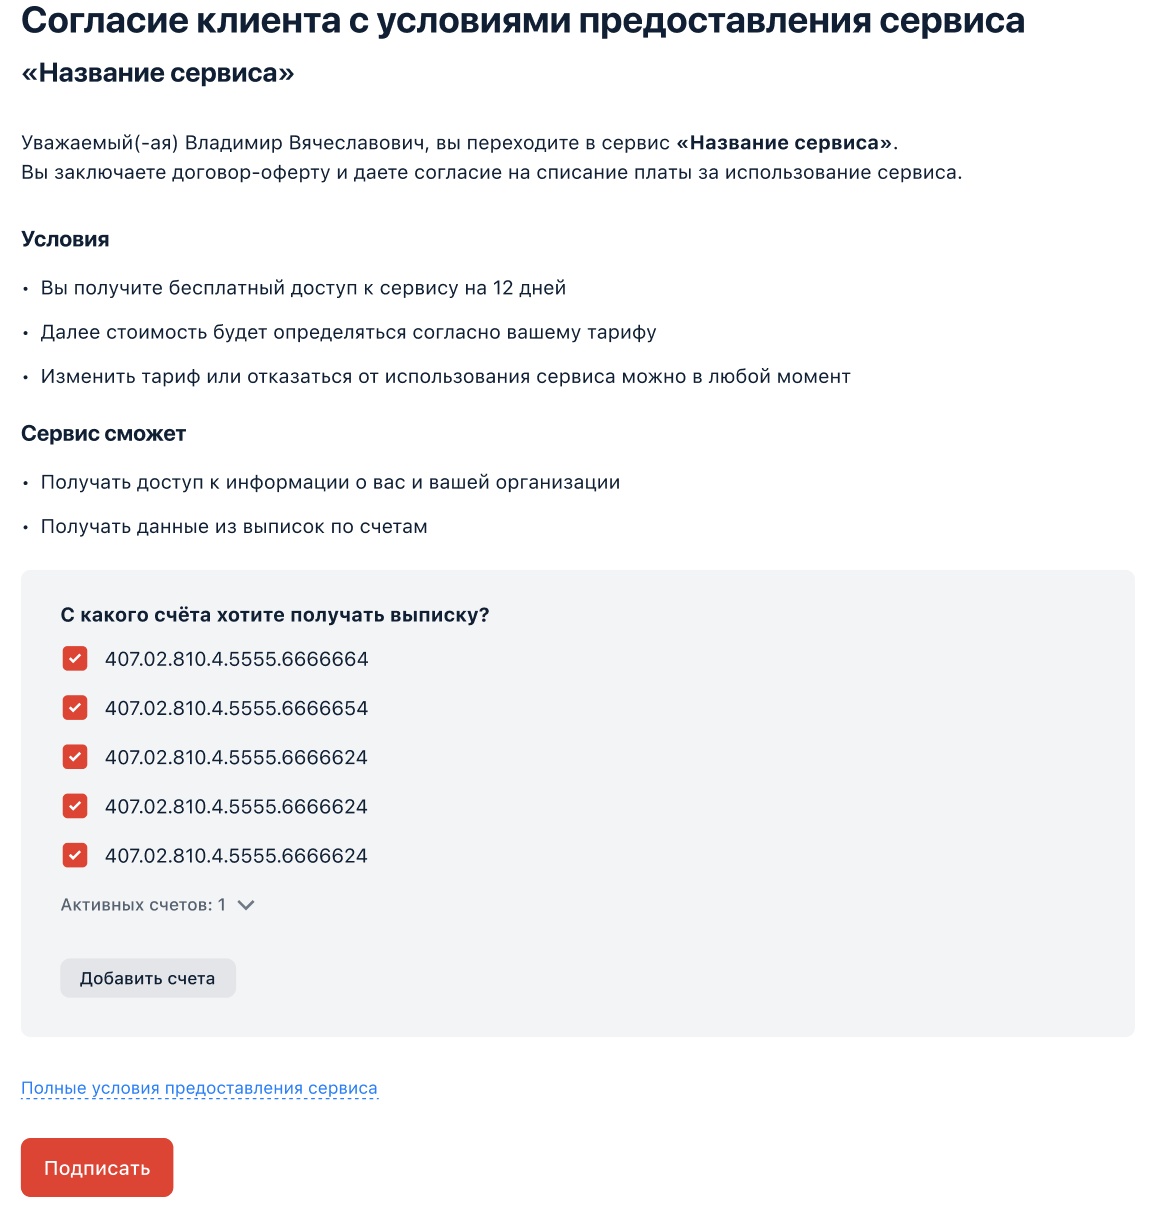 Согласие клиента с условиями предоставления сервиса
«Название сервиса»
Уважаемый(-ая) Владимир Вячеславович, вы переходите в сервис «Название сервиса».
Вы заключаете договор-оферту и даете согласие на списание платы за использование сервиса.
Условия
• Вы получите бесплатный доступ к сервису на 12 дней
• Далее стоимость будет определяться согласно вашему тарифу
• Изменить тариф или отказаться от использования сервиса можно в любой момент
Сервис сможет
• Получать доступ к информации о вас и вашей организации
• Получать данные из выписок по счетам
С какого счёта хотите получать выписку?
407.02.810.4.5555.6666664
407.02.810.4.5555.6666654
407.02.810.4.5555.6666624
407.02.810.4.5555.6666624
407.02.810.4.5555.6666624
Активных счетов: 1
Добавить счета
Полные условия предоставления сервиса
Подписать